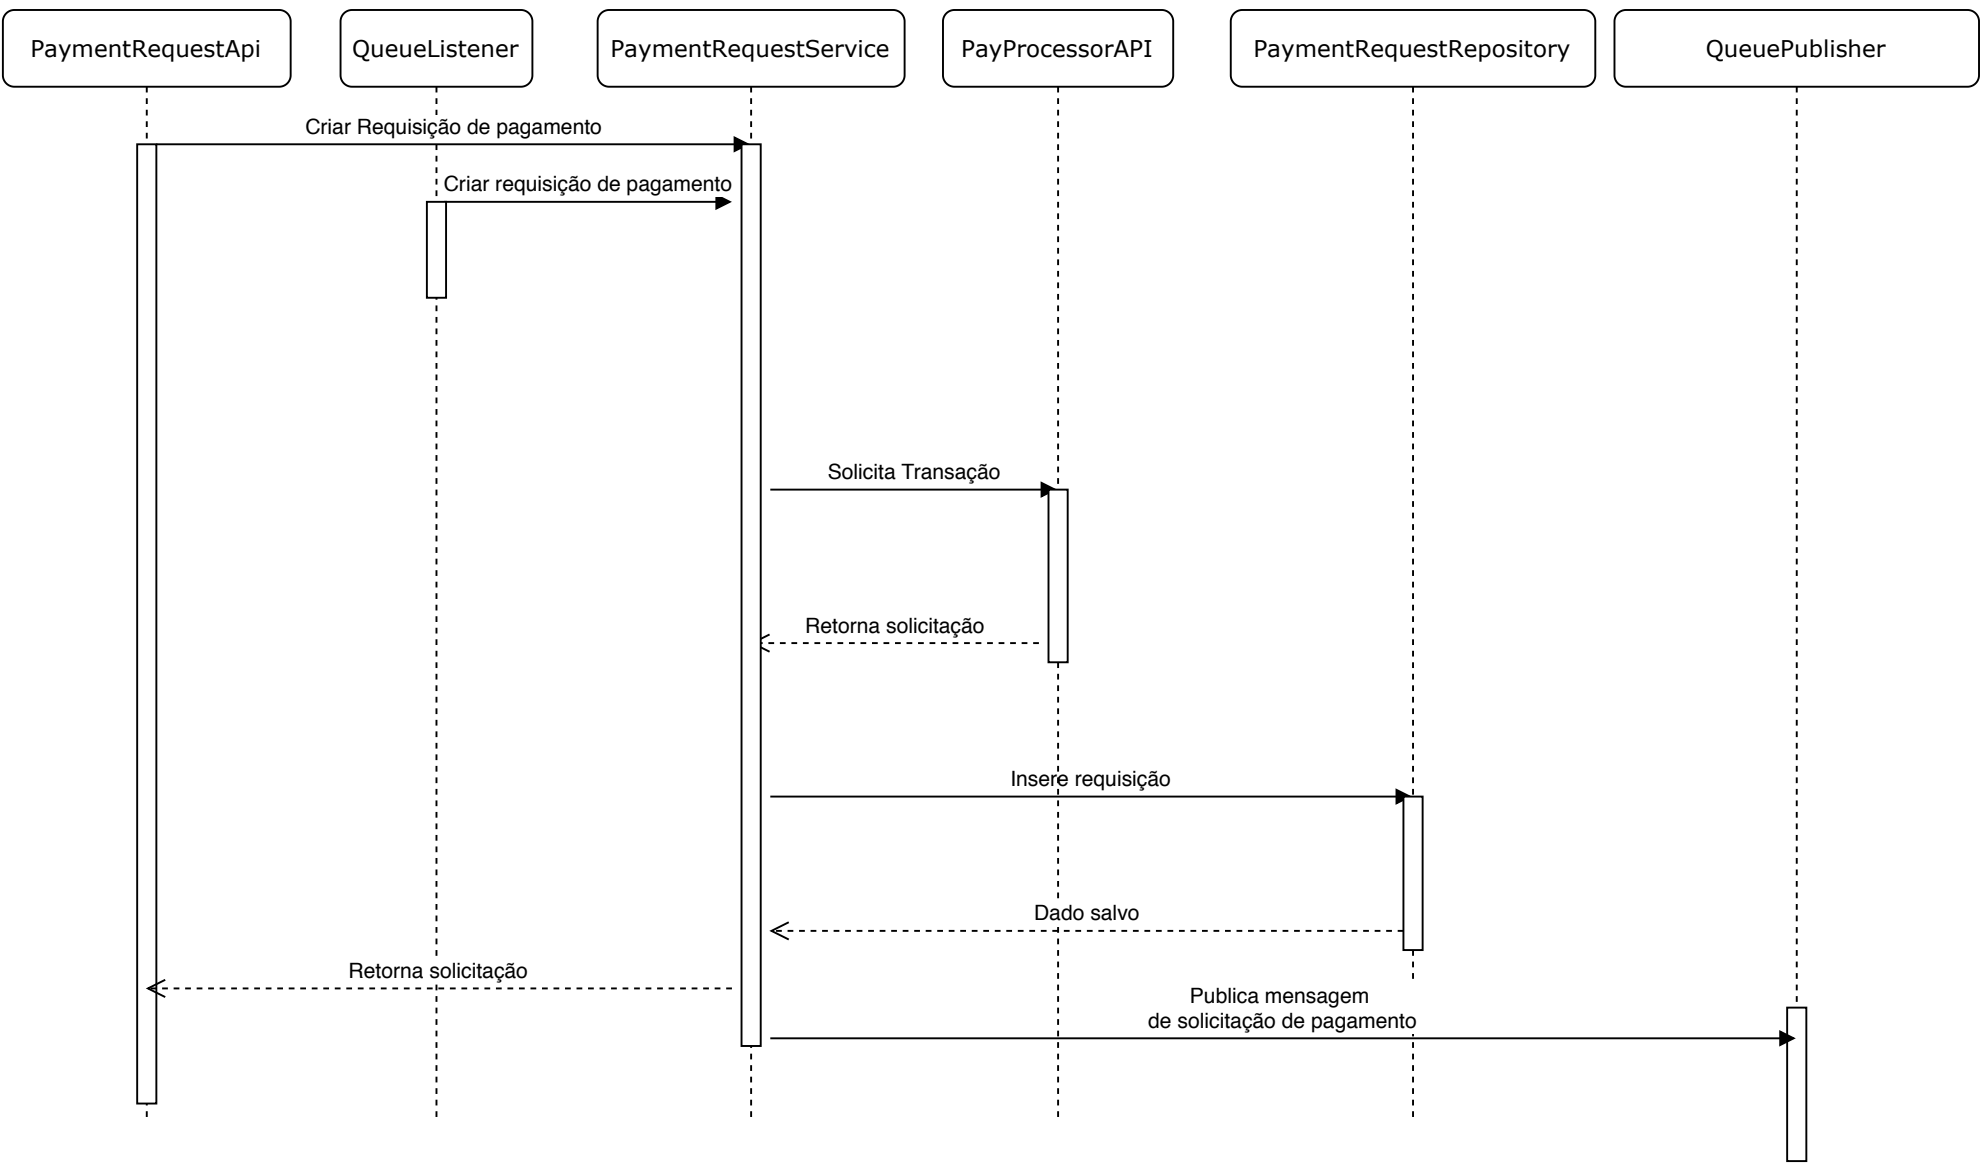 PaymentRequestApi
QueueListener
PaymentRequestService
PayProcessorAPI
PaymentRequestRepository
QueuePublisher
Criar Requisição de pagamento
Criar requisição de pagamento
Solicita Transação
Retorna solicitação
Insere requisição
Dado salvo
Retorna solicitação
Publica mensagem
de solicitação de pagamento